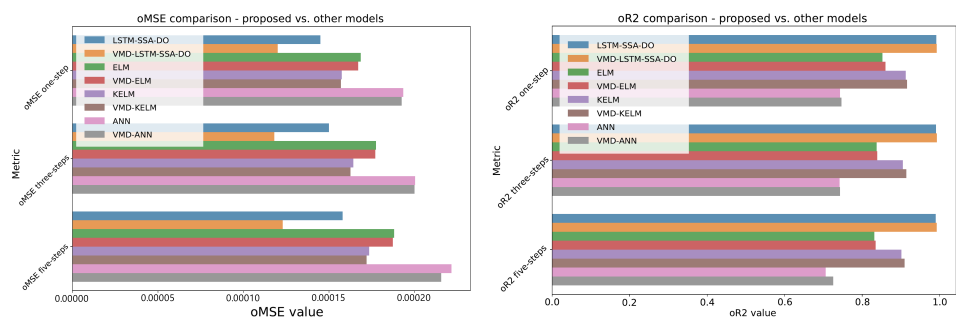 oMSE comparison - proposed vs. other models
LSTM-SSA-DO
VMD-LSTM-SSA-DO
ELM
VMD-ELM
KELM
VMD-KELM
ANN
VMD-ANN
Metric
oMSE one-step
oMSE three-steps
oMSE five-steps
0.00000
0.00005
0.00010
0.00015
0.00020
oMSE value
oR2 comparison - proposed vs. other models
LSTM-SSA-DO
VMD-LSTM-SSA-DO
ELM
VMD-ELM
KELM
VMD-KELM
ANN
VMD-ANN
Metric
oR2 one-step
oR2 three-steps
oR2 five-steps
0.0
0.2
0.4
0.6
0.8
1.0
oR2 value